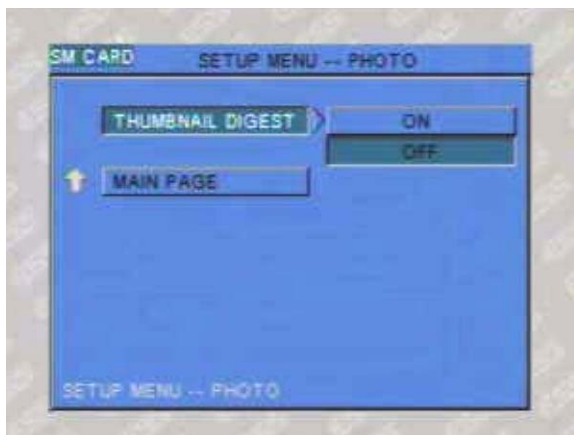 SM CARD
SETUP MENU -- PHOTO
THUMBNAIL DIGEST
ON
OFF
MAIN PAGE
SETUP MENU -- PHOTO